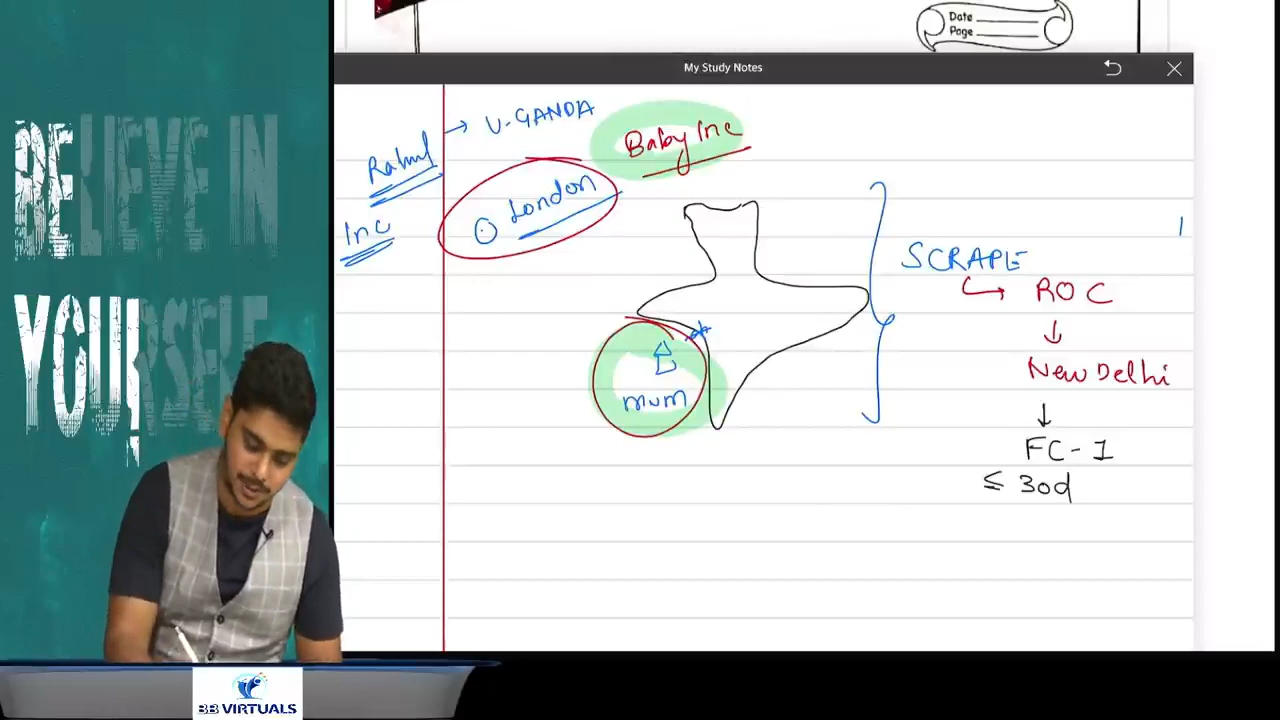 Date
Page
My Study Notes
BELIEVE IN
YOURSELF
Rahul → U-GANDA
Inc
London
Baby Inc
mum
SCRAPE
ROC
↓
New Delhi
↓
FC-1
≤ 30d
1
BB VIRTUALS